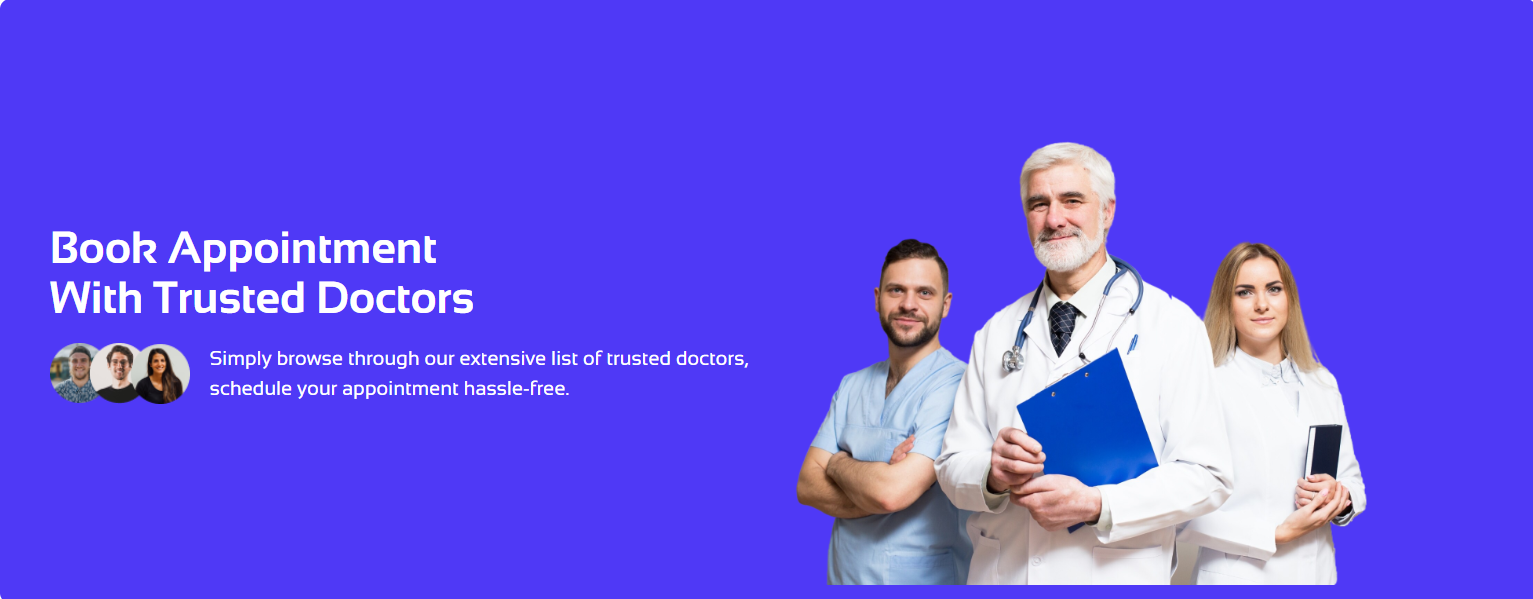 Book Appointment
With Trusted Doctors
Simply browse through our extensive list of trusted doctors,
schedule your appointment hassle-free.